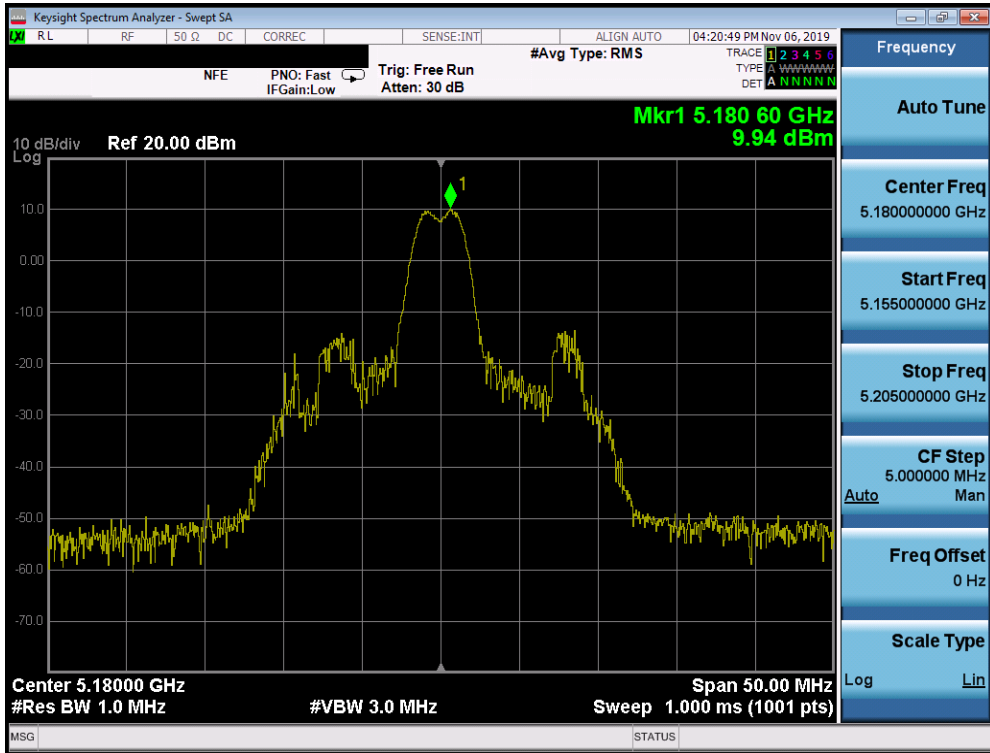 Keysight Spectrum Analyzer - Swept SA
LXI RL RF 50 Ω DC CORREC SENSE:INT ALIGN AUTO 04:20:49 PM Nov 06, 2019
NFE PNO: Fast Trig: Free Run #Avg Type: RMS TRACE 1 2 3 4 5 6
IFGain:Low Atten: 30 dB TYPE A WWWWW
DET A N N N N N
Mkr1 5.180 60 GHz
9.94 dBm
10 dB/div Ref 20.00 dBm
Log
1
10.0
0.00
-10.0
-20.0
-30.0
-40.0
-50.0
-60.0
-70.0
Center 5.18000 GHz Span 50.00 MHz
#Res BW 1.0 MHz #VBW 3.0 MHz Sweep 1.000 ms (1001 pts)
MSG STATUS
Frequency
Auto Tune
Center Freq
5.180000000 GHz
Start Freq
5.155000000 GHz
Stop Freq
5.205000000 GHz
CF Step
5.000000 MHz
Auto Man
Freq Offset
0 Hz
Scale Type
Log Lin